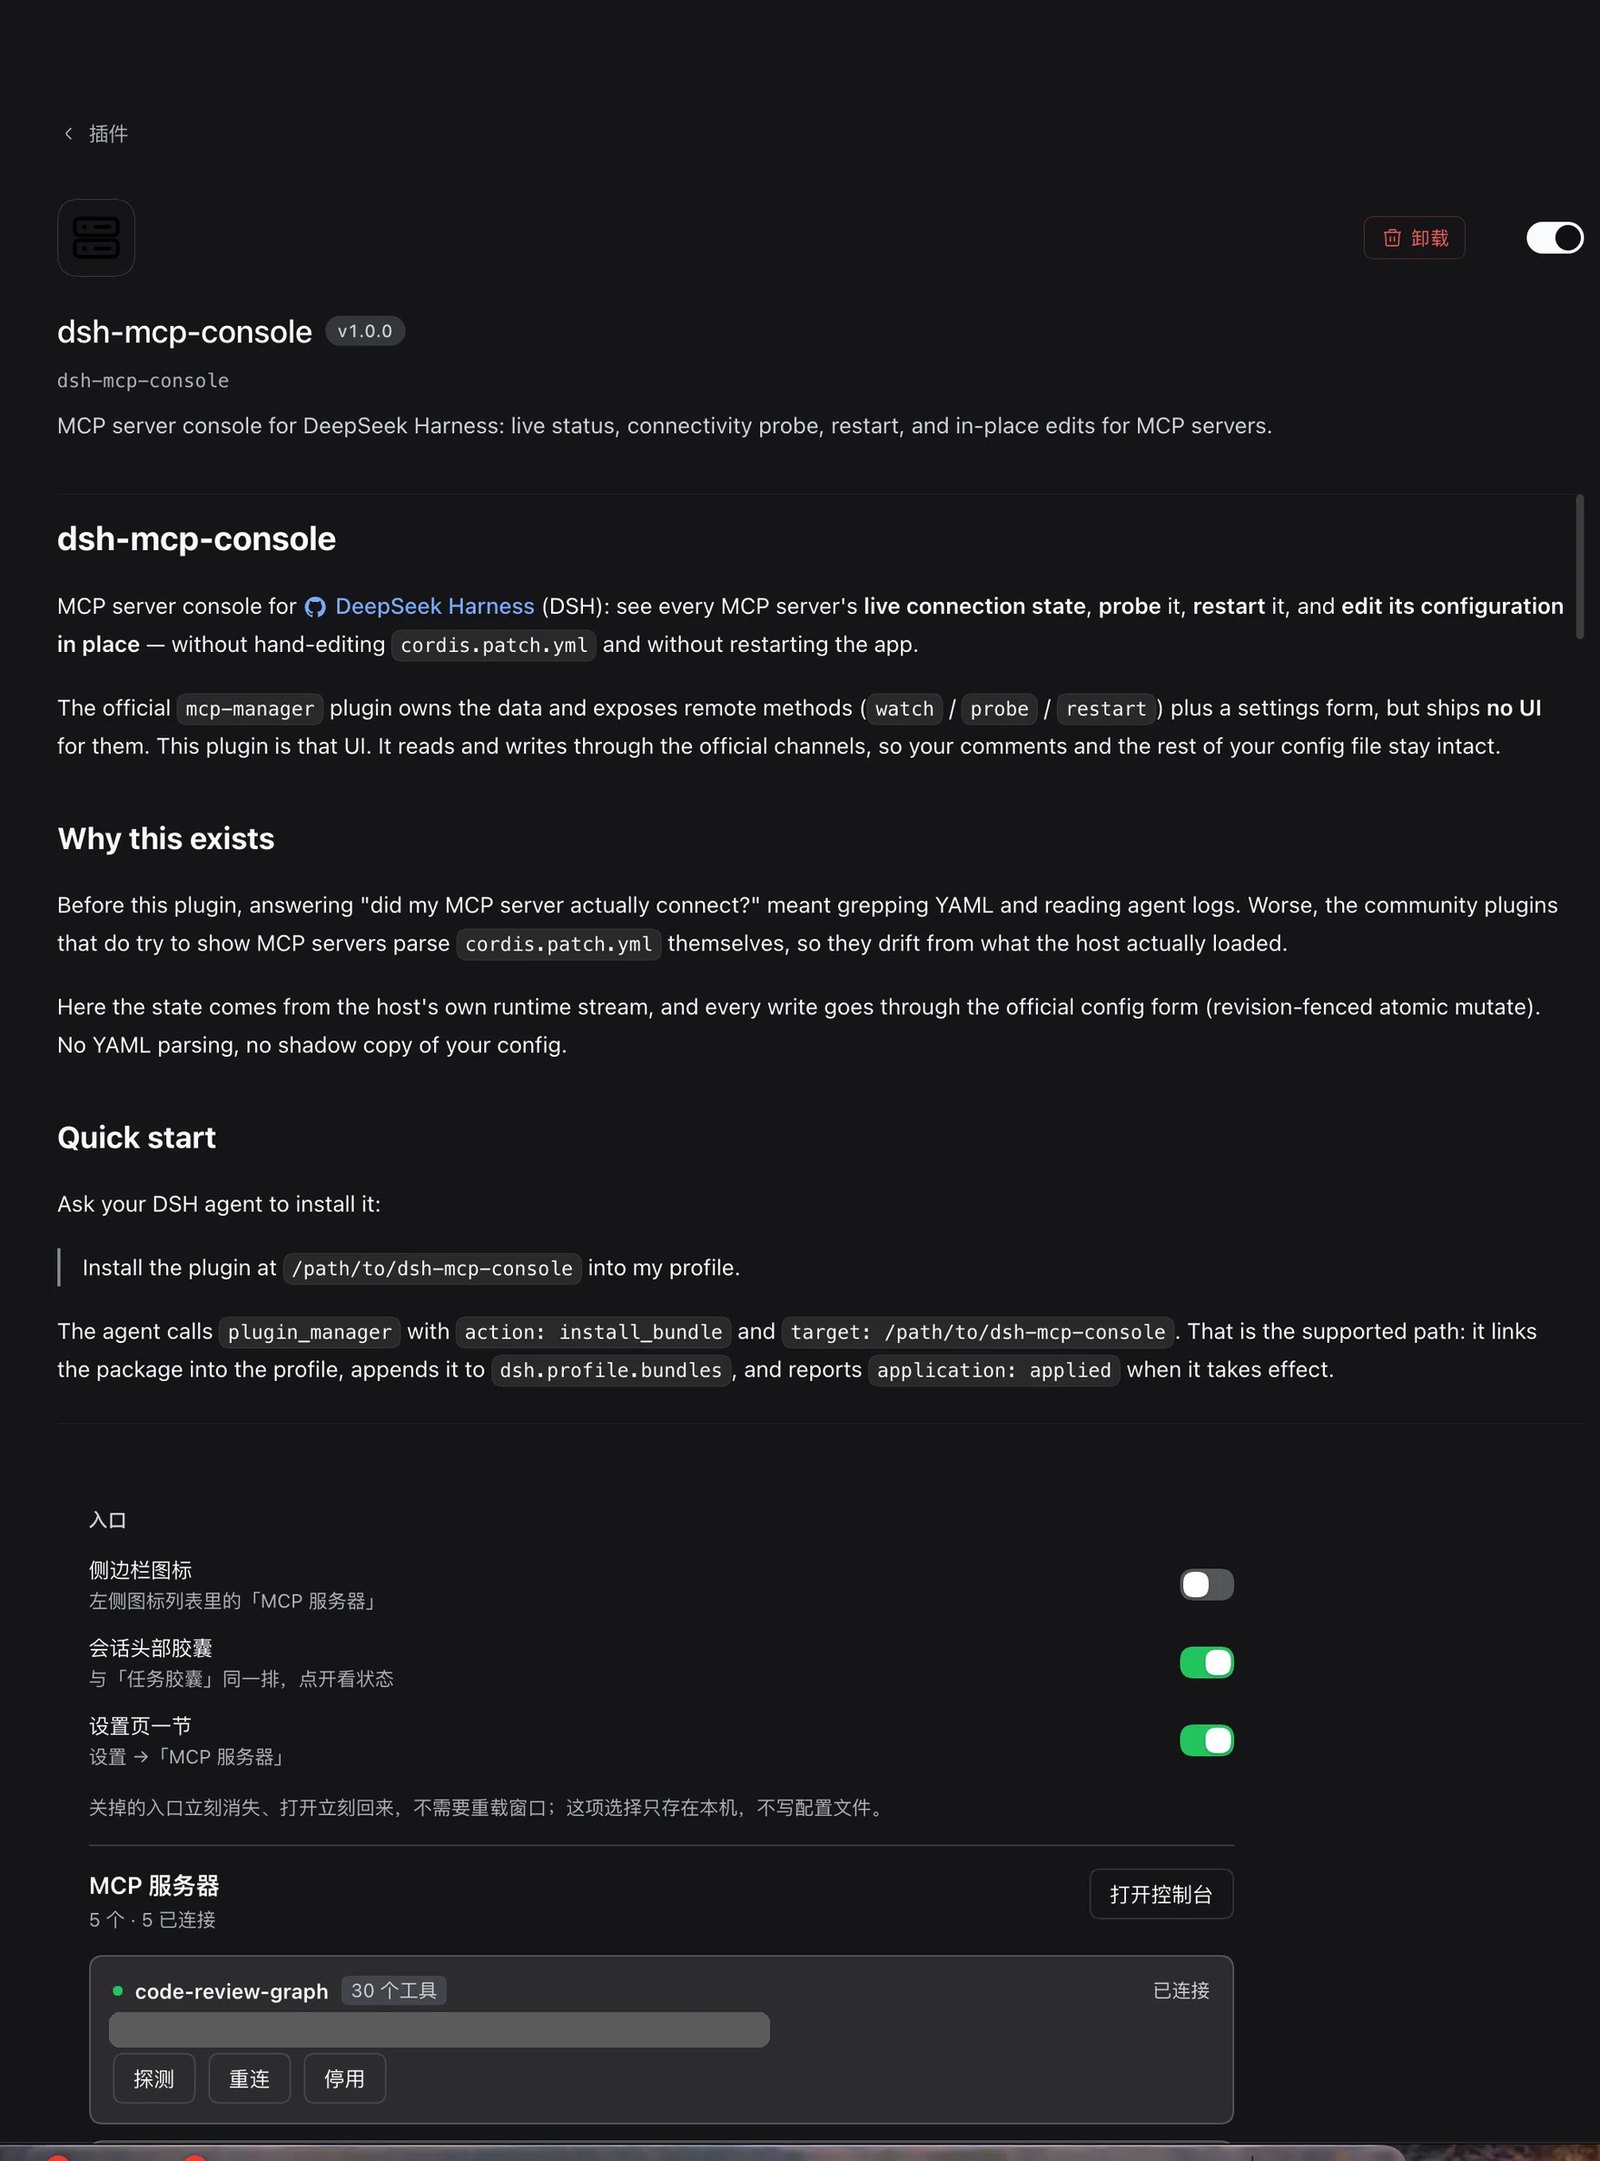 插件
卸载
dsh-mcp-console v1.0.0
dsh-mcp-console
MCP server console for DeepSeek Harness: live status, connectivity probe, restart, and in-place edits for MCP servers.
dsh-mcp-console
MCP server console for DeepSeek Harness (DSH): see every MCP server's live connection state, probe it, restart it, and edit its configuration
in place — without hand-editing cordis.patch.yml and without restarting the app.
The official mcp-manager plugin owns the data and exposes remote methods ( watch / probe / restart ) plus a settings form, but ships no UI
for them. This plugin is that UI. It reads and writes through the official channels, so your comments and the rest of your config file stay intact.
Why this exists
Before this plugin, answering "did my MCP server actually connect?" meant grepping YAML and reading agent logs. Worse, the community plugins
that do try to show MCP servers parse cordis.patch.yml themselves, so they drift from what the host actually loaded.
Here the state comes from the host's own runtime stream, and every write goes through the official config form (revision-fenced atomic mutate).
No YAML parsing, no shadow copy of your config.
Quick start
Ask your DSH agent to install it:
Install the plugin at /path/to/dsh-mcp-console into my profile.
The agent calls plugin_manager with action: install_bundle and target: /path/to/dsh-mcp-console . That is the supported path: it links
the package into the profile, appends it to dsh.profile.bundles , and reports application: applied when it takes effect.
入口
侧边栏图标
左侧图标列表里的「MCP 服务器」
会话头部胶囊
与「任务胶囊」同一排，点开看状态
设置页一节
设置 →「MCP 服务器」
关掉的入口立刻消失、打开立刻回来，不需要重载窗口；这项选择只存在本机，不写配置文件。
MCP 服务器
打开控制台
5 个 · 5 已连接
code-review-graph 30 个工具 已连接
探测 重连 停用